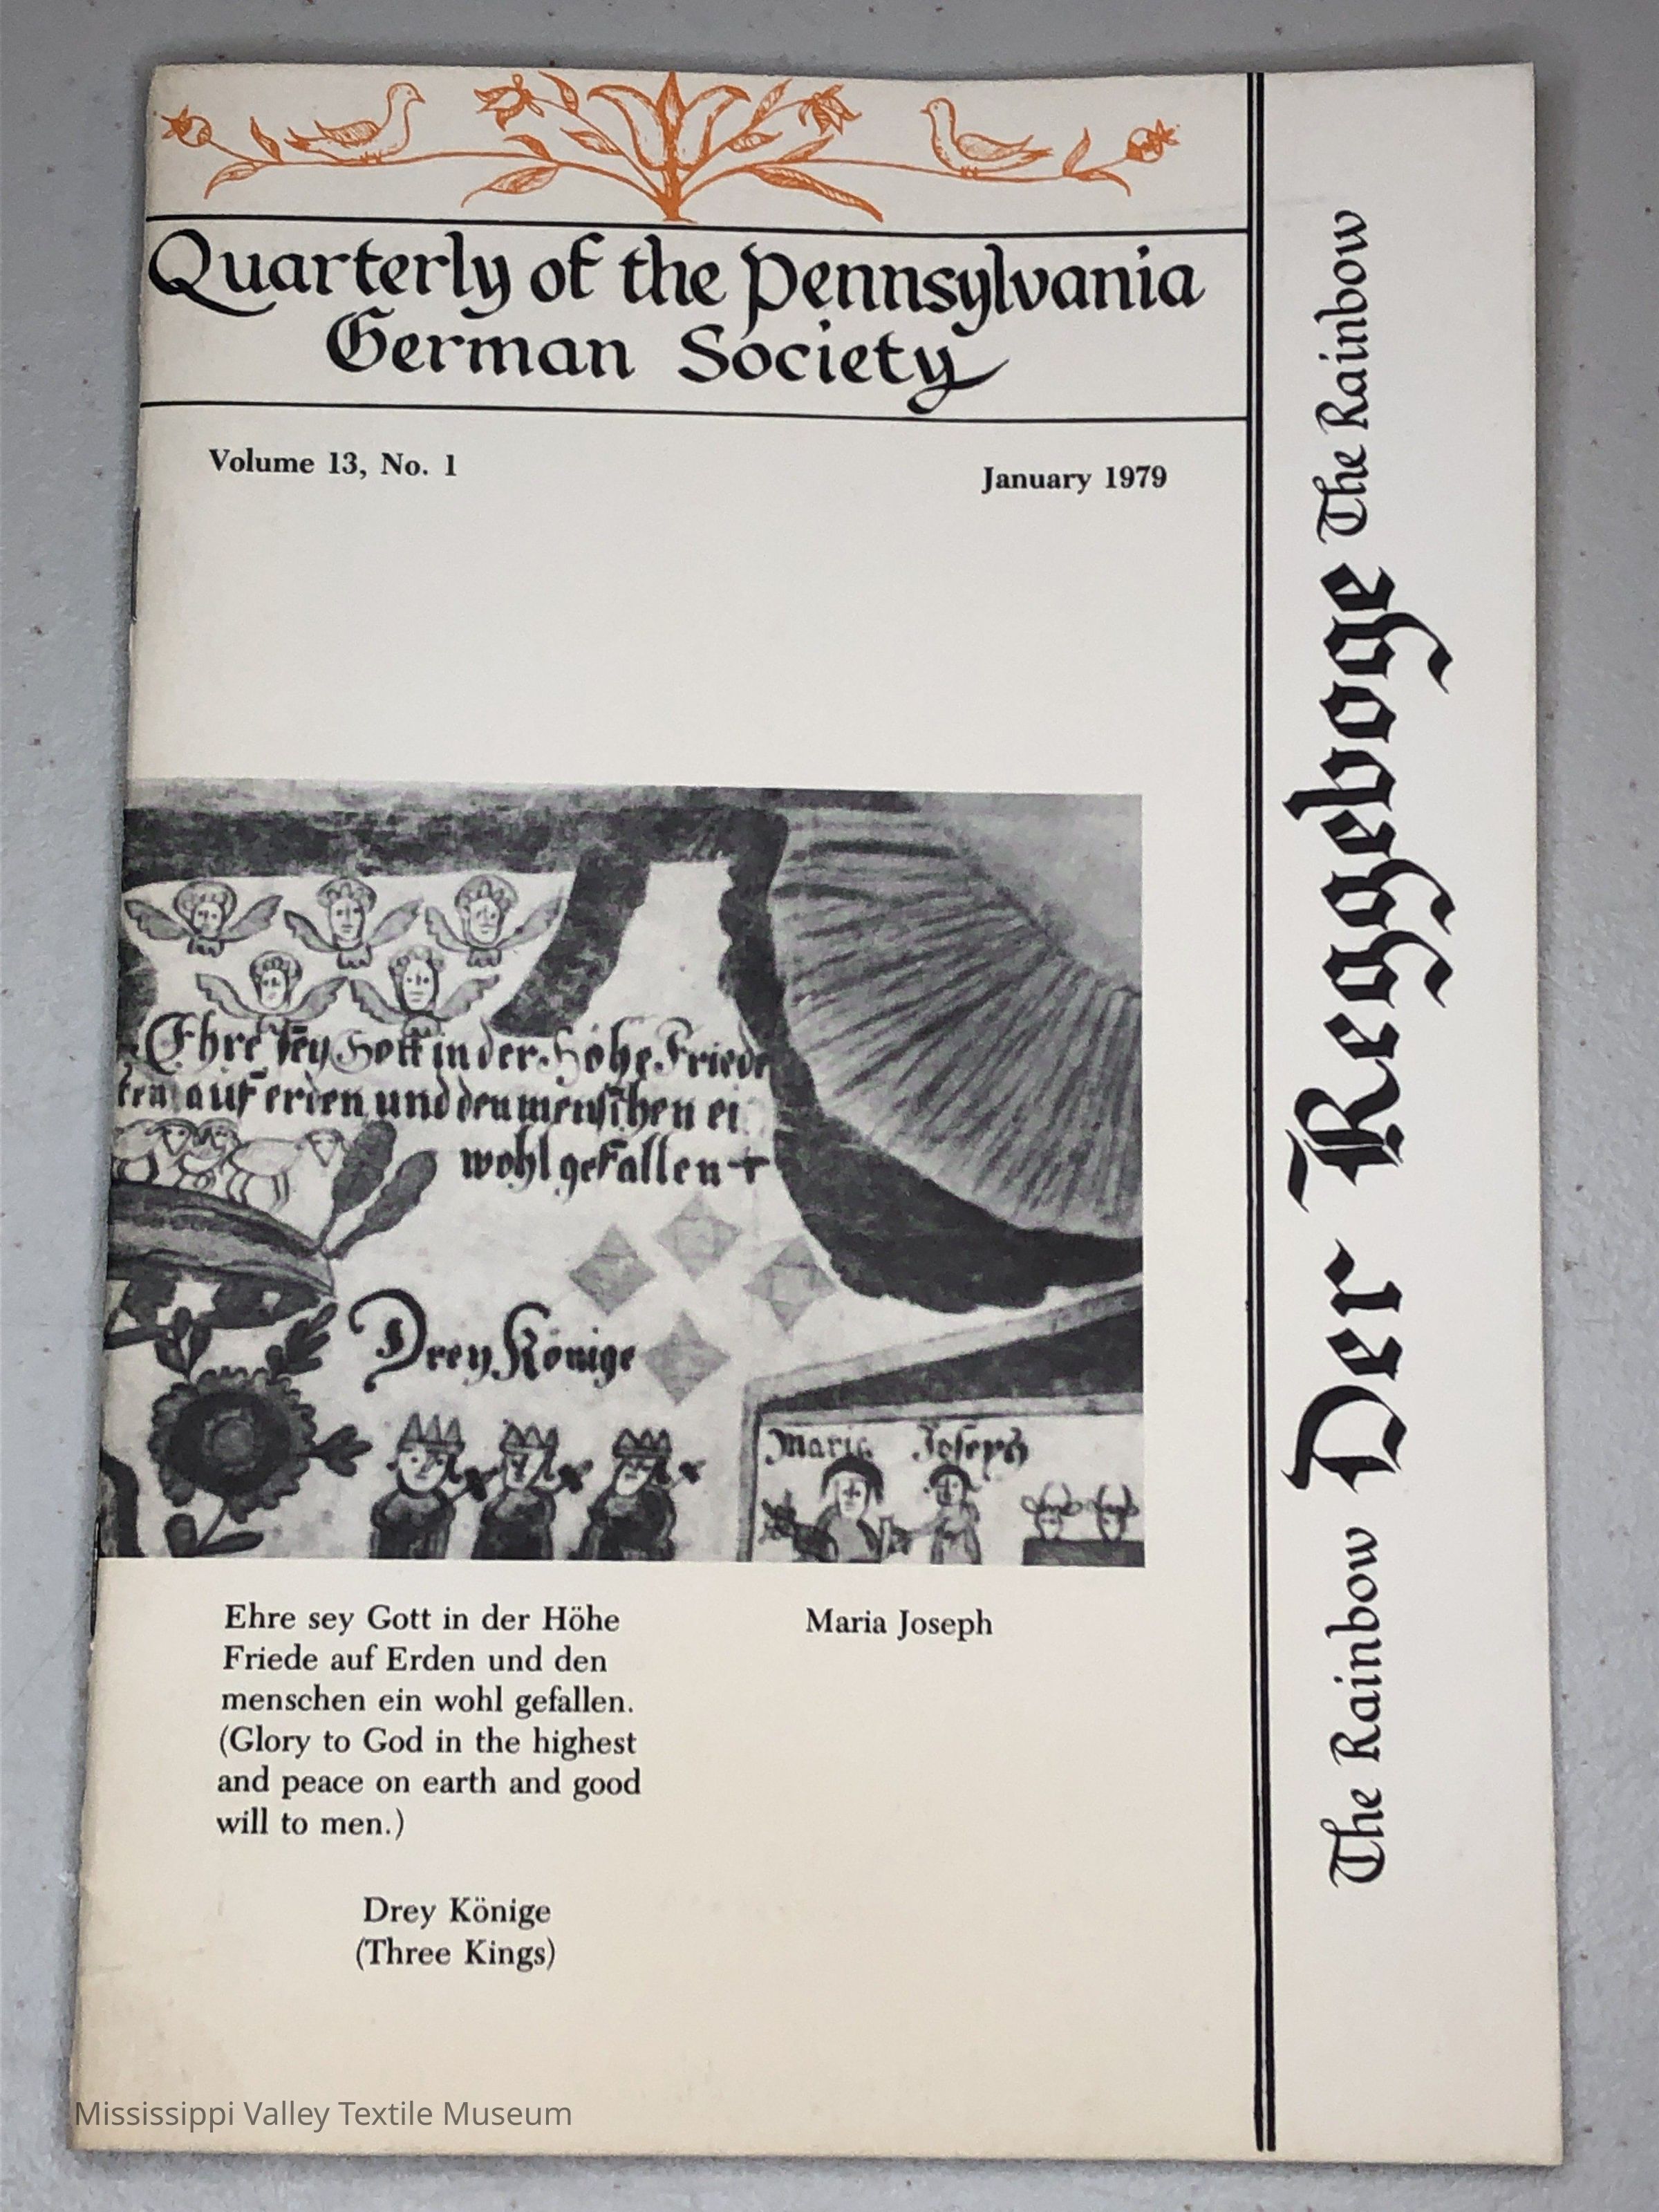 Quarterly of the Pennsylvania
German Society
Volume 13, No. 1
January 1979
Ehre sey Gott in der Höhe Friede
auf erden und den menschen ei
wohl gefallen
Drey Könige
Maria Joseph
Ehre sey Gott in der Höhe
Friede auf Erden und den
menschen ein wohl gefallen.
(Glory to God in the highest
and peace on earth and good
will to men.)
Drey Könige
(Three Kings)
Maria Joseph
The Rainbow Der Reggeboge The Rainbow
Mississippi Valley Textile Museum